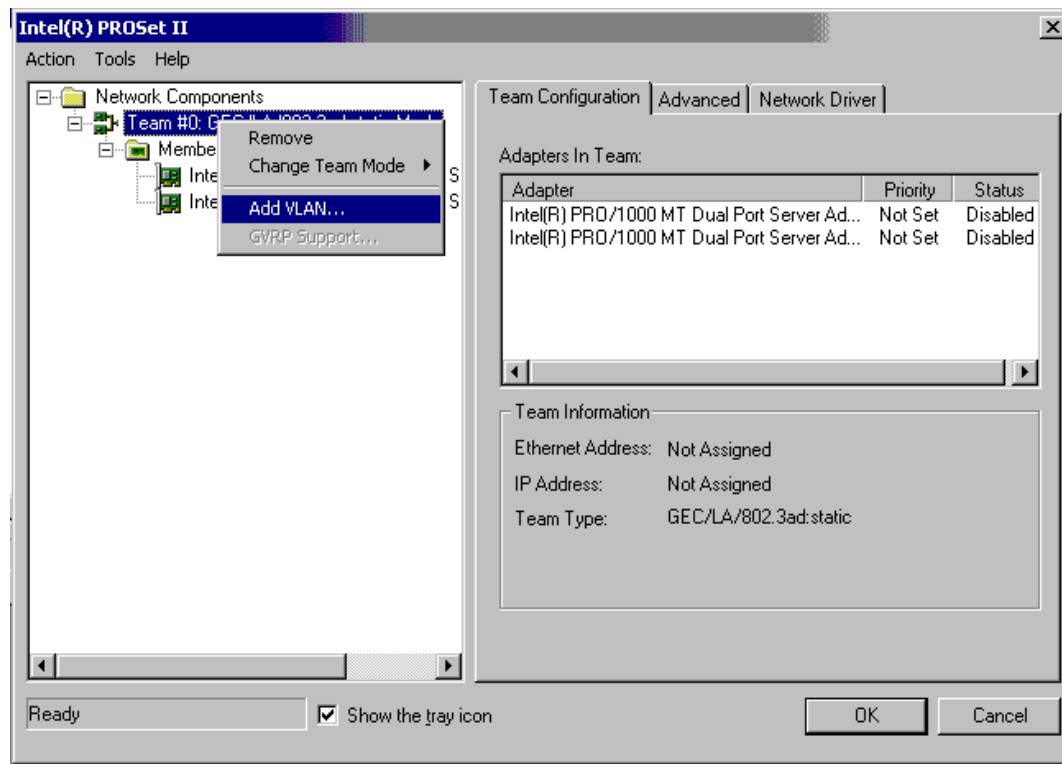 Intel(R) PROSet II
Action Tools Help
Network Components
Team #0:
Remove
Change Team Mode
Add VLAN...
GVRP Support...
Team Configuration Advanced Network Driver
Adapters In Team:
Adapter Priority Status
Intel(R) PRO/1000 MT Dual Port Server Ad... Not Set Disabled
Intel(R) PRO/1000 MT Dual Port Server Ad... Not Set Disabled
Team Information
Ethernet Address: Not Assigned
IP Address: Not Assigned
Team Type: GEC/LA/802.3ad:static
Ready
Show the tray icon
OK Cancel